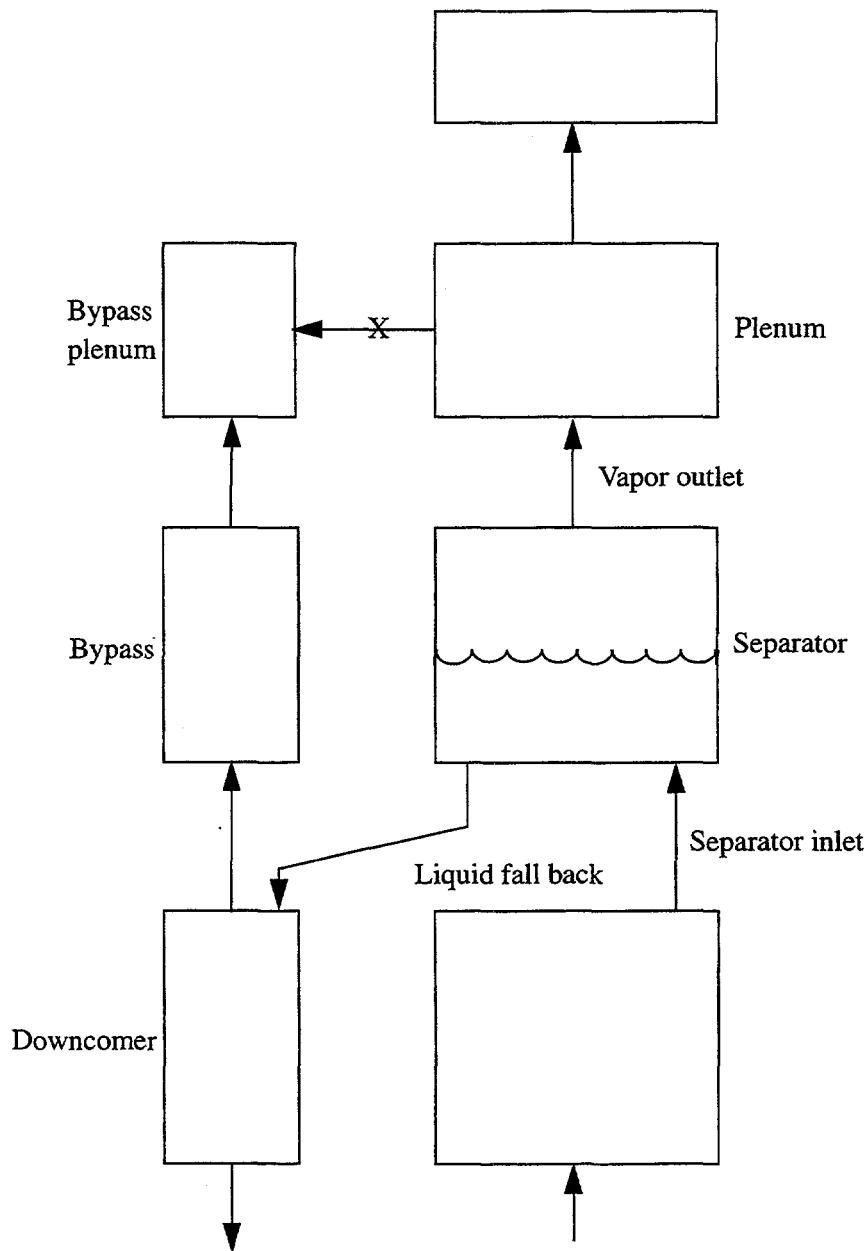 Bypass
plenum
X
Plenum
Vapor outlet
Bypass
Separator
Separator inlet
Liquid fall back
Downcomer